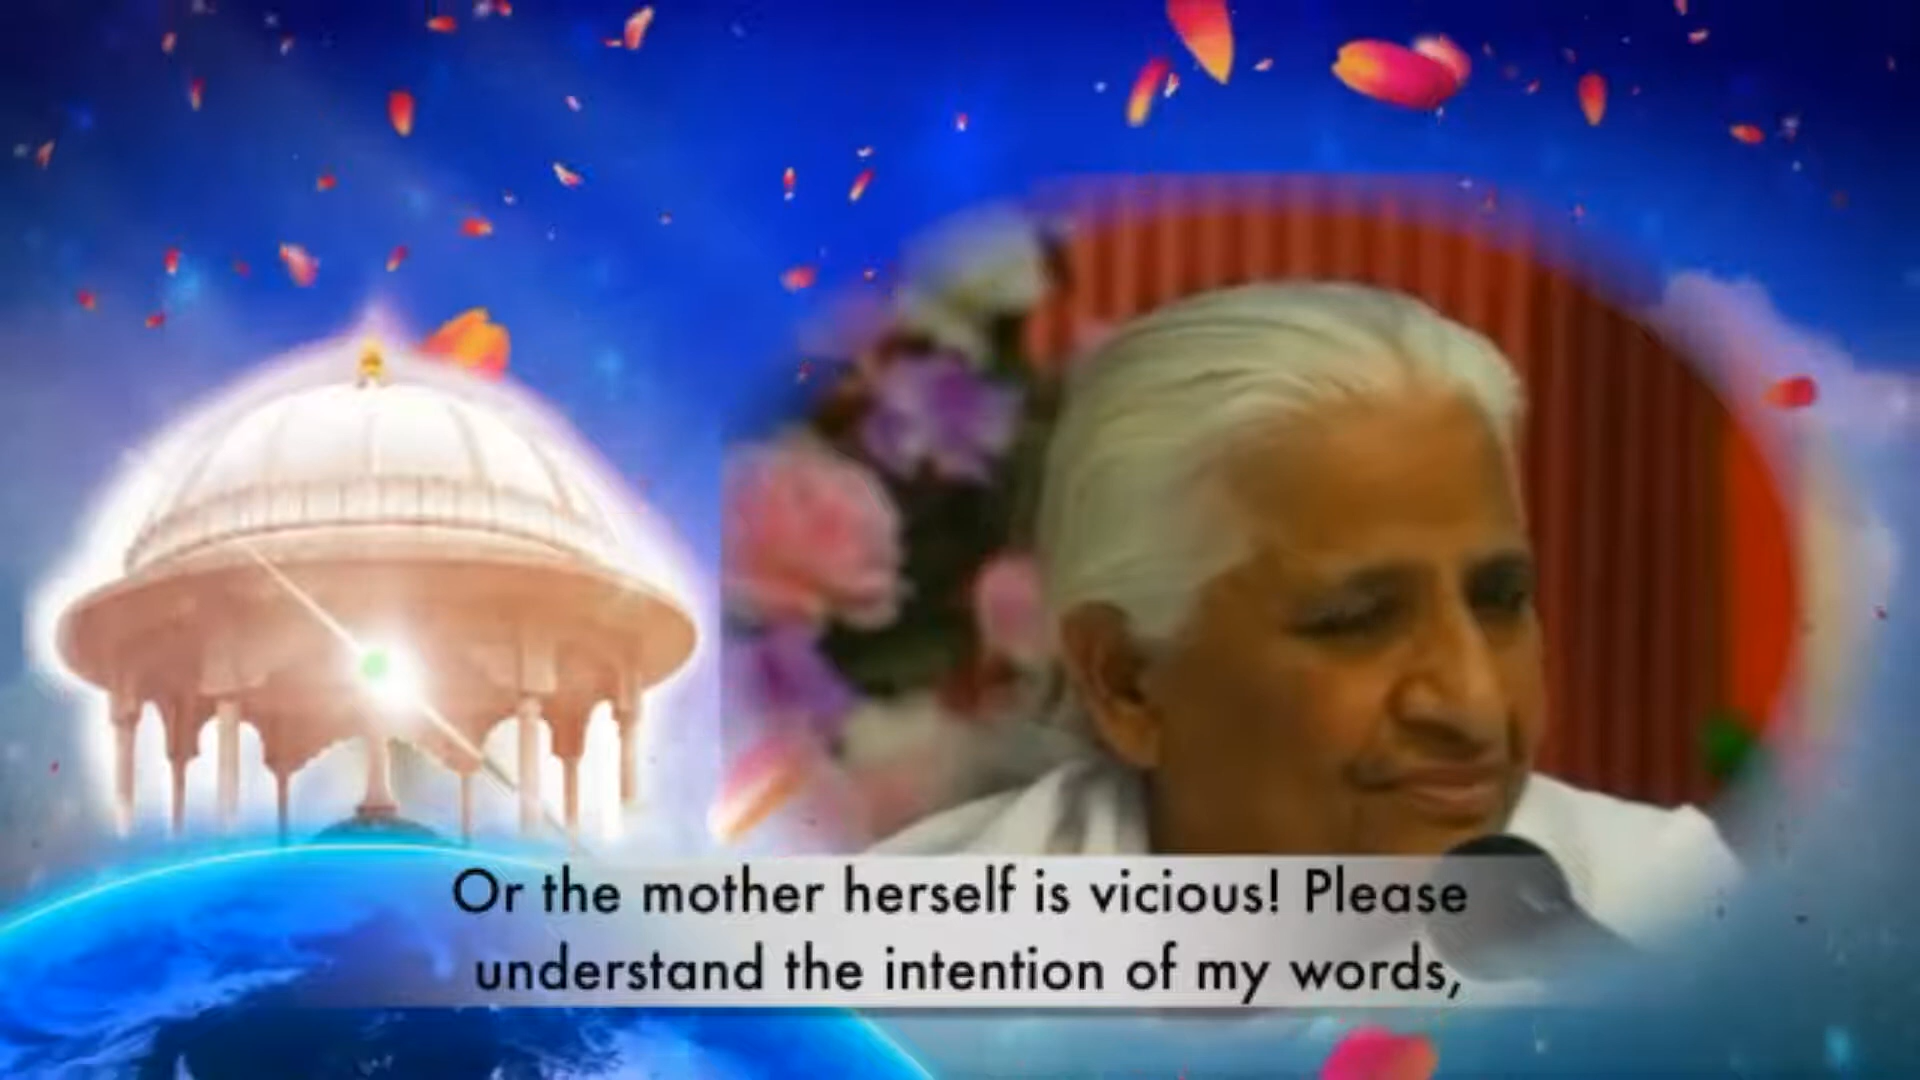 Or the mother herself is vicious! Please
understand the intention of my words,